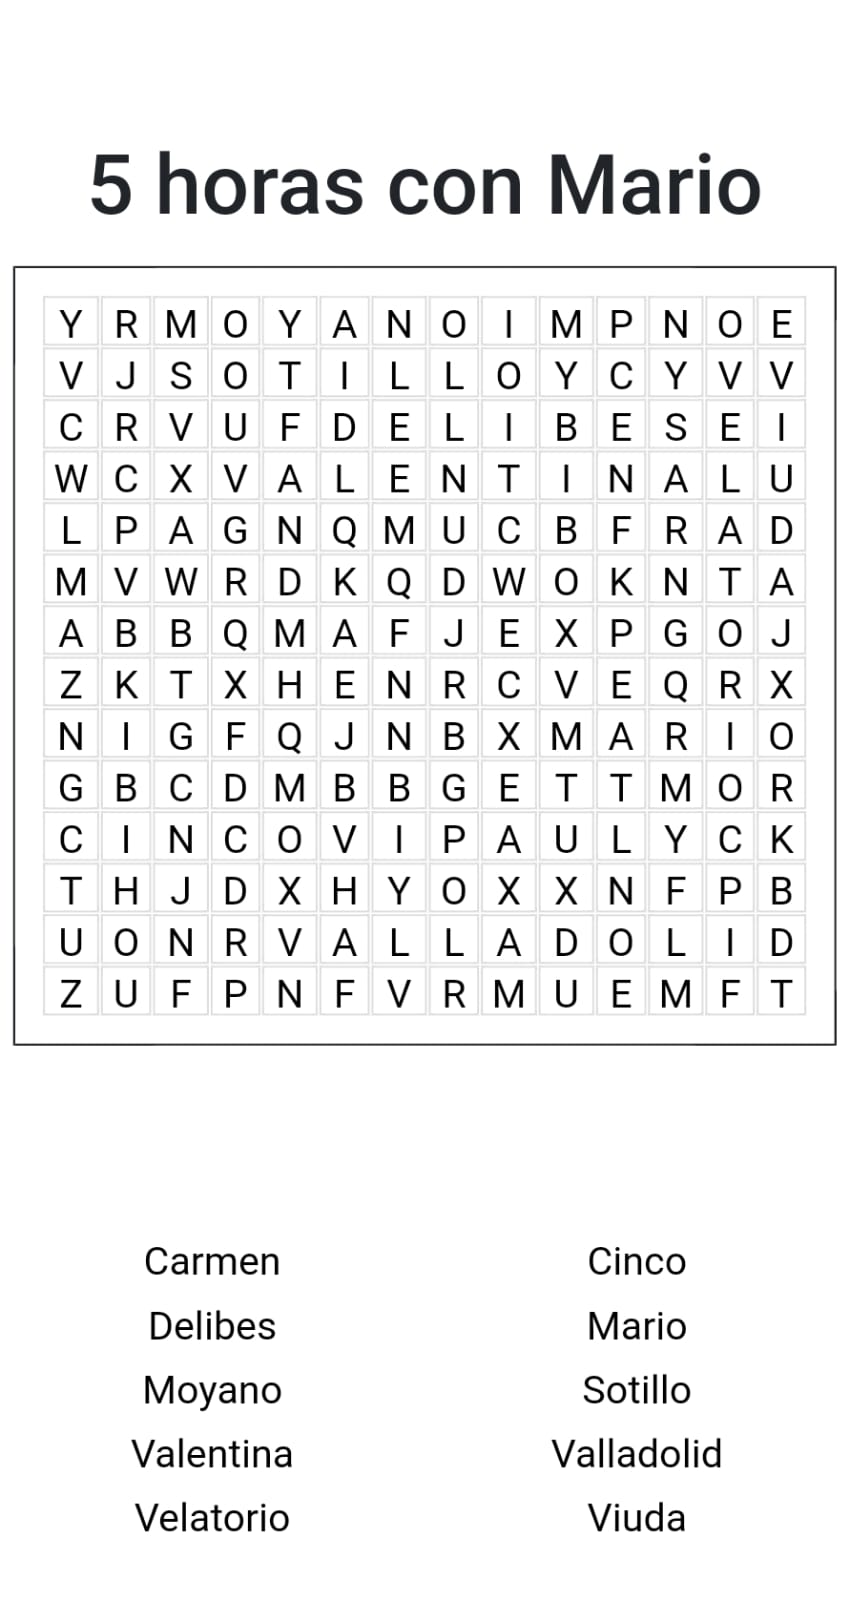 5 horas con Mario
Y R M O Y A N O I M P N O E
V J S O T I L L O Y C Y V V
C R V U F D E L I B E S E I
W C X V A L E N T I N A L U
L P A G N Q M U C B F R A D
M V W R D K Q D W O K N T A
A B B Q M A F J E X P G O J
Z K T X H E N R C V E Q R X
N I G F Q J N B X M A R I O
G B C D M B B G E T T M O R
C I N C O V I P A U L Y C K
T H J D X H Y O X X N F P B
U O N R V A L L A D O L I D
Z U F P N F V R M U E M F T
Carmen Cinco
Delibes Mario
Moyano Sotillo
Valentina Valladolid
Velatorio Viuda